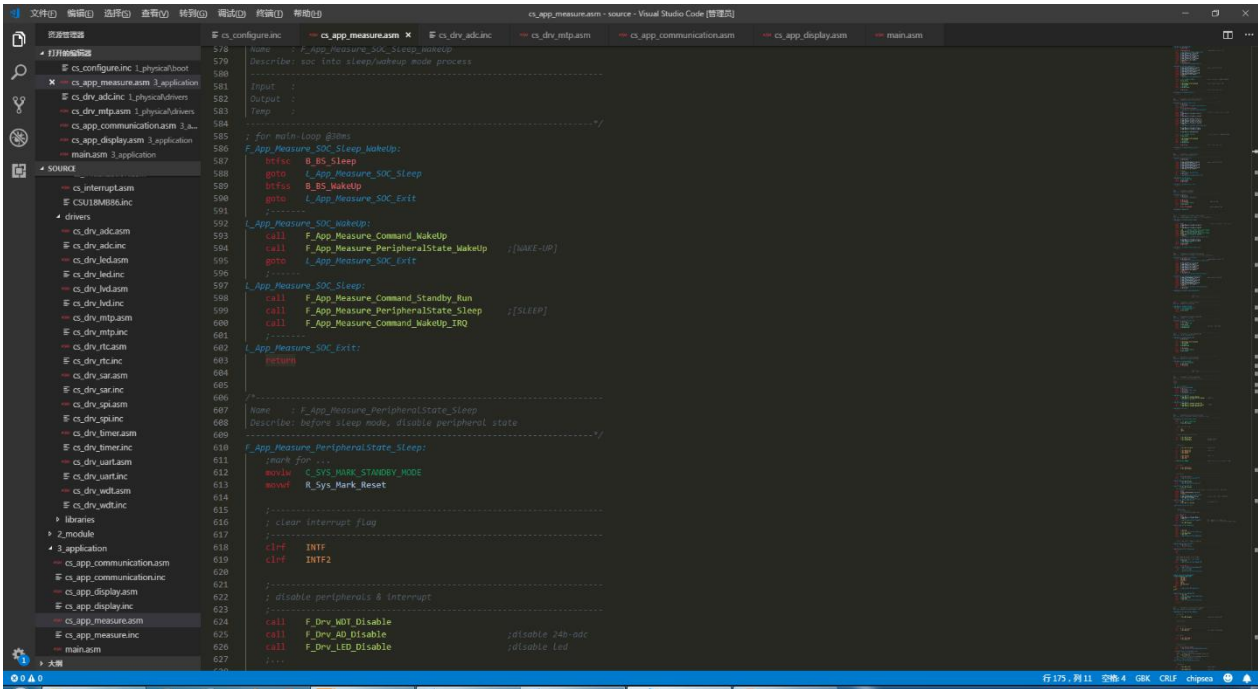 文件(F) 编辑(E) 选择(S) 查看(V) 转到(G) 调试(D) 终端(T) 帮助(H)
cs_app_measure.asm - source - Visual Studio Code [管理员]
资源管理器
打开的编辑器
cs_configure.inc 1_physical\boot
cs_app_measure.asm 3_application
cs_drv_adc.inc 1_physical\drivers
cs_drv_mtp.asm 1_physical\drivers
cs_app_communication.asm 3_a...
cs_app_display.asm 3_application
main.asm 3_application
SOURCE
cs_interrupt.asm
CSU18MB86.inc
drivers
cs_drv_adc.asm
cs_drv_adc.inc
cs_drv_led.asm
cs_drv_led.inc
cs_drv_lvd.asm
cs_drv_lvd.inc
cs_drv_mtp.asm
cs_drv_mtp.inc
cs_drv_rtc.asm
cs_drv_rtc.inc
cs_drv_sar.asm
cs_drv_sar.inc
cs_drv_spi.asm
cs_drv_spi.inc
cs_drv_timer.asm
cs_drv_timer.inc
cs_drv_uart.asm
cs_drv_uart.inc
cs_drv_wdt.asm
cs_drv_wdt.inc
libraries
2_module
3_application
cs_app_communication.asm
cs_app_communication.inc
cs_app_display.asm
cs_app_display.inc
cs_app_measure.asm
cs_app_measure.inc
main.asm
大纲
cs_configure.inc cs_app_measure.asm cs_drv_adc.inc cs_drv_mtp.asm cs_app_communication.asm cs_app_display.asm main.asm
578 Name : F_App_Measure_SOC_Sleep_WakeUp
579 Describe: soc into sleep/wakeup mode process
580 ----------------------------------------------------------------------
581 Input :
582 Output :
583 Temp :
584 ---------------------------------------------------------------------*/
585 ; for main-loop @30ms
586 F_App_Measure_SOC_Sleep_WakeUp:
587 btfsc B_BS_Sleep
588 goto L_App_Measure_SOC_Sleep
589 btfss B_BS_WakeUp
590 goto L_App_Measure_SOC_Exit
591 ;-------
592 L_App_Measure_SOC_WakeUp:
593 call F_App_Measure_Command_WakeUp
594 call F_App_Measure_PeripheralState_WakeUp ;[WAKE-UP]
595 goto L_App_Measure_SOC_Exit
596 ;------
597 L_App_Measure_SOC_Sleep:
598 call F_App_Measure_Command_Standby_Run
599 call F_App_Measure_PeripheralState_Sleep ;[SLEEP]
600 call F_App_Measure_Command_WakeUp_IRQ
601 ;-------
602 L_App_Measure_SOC_Exit:
603 return
604
605
606 /*---------------------------------------------------------------------
607 Name : F_App_Measure_PeripheralState_Sleep
608 Describe: before sleep mode, disable peripheral state
609 ---------------------------------------------------------------------*/
610 F_App_Measure_PeripheralState_Sleep:
611 ;mark for ...
612 movlw C_SYS_MARK_STANDBY_MODE
613 movwf R_Sys_Mark_Reset
614
615 ;------------------------------------------------------------------
616 ; clear interrupt flag
617 ;------------------------------------------------------------------
618 clrf INTF
619 clrf INTF2
620
621 ;------------------------------------------------------------------
622 ; disable peripherals & interrupt
623 ;------------------------------------------------------------------
624 call F_Drv_WDT_Disable
625 call F_Drv_AD_Disable ;disable 24b-adc
626 call F_Drv_LED_Disable ;disable led
627 ;...
1
0 0
行 175，列 11 空格: 4 GBK CRLF chipsea